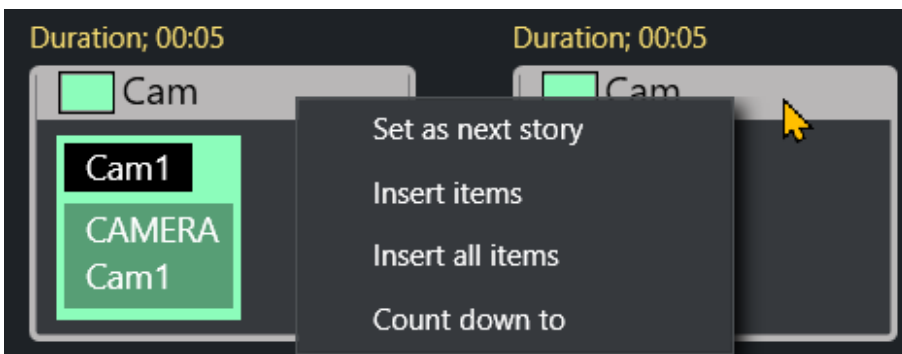 Duration; 00:05
Duration; 00:05
Cam
Cam
Cam1
CAMERA
Cam1
Set as next story
Insert items
Insert all items
Count down to